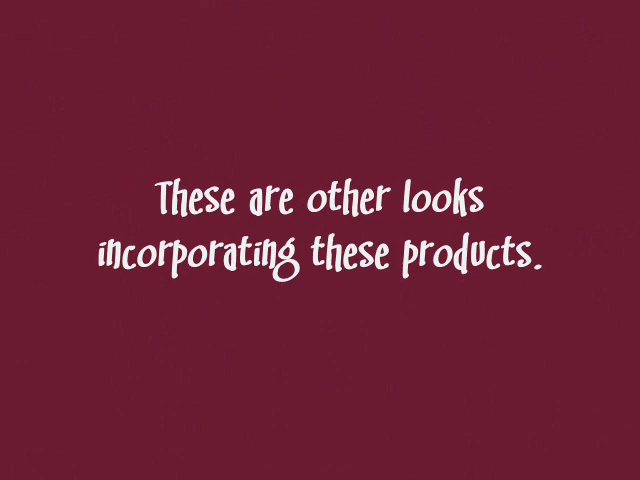 These are other looks
incorporating these products.